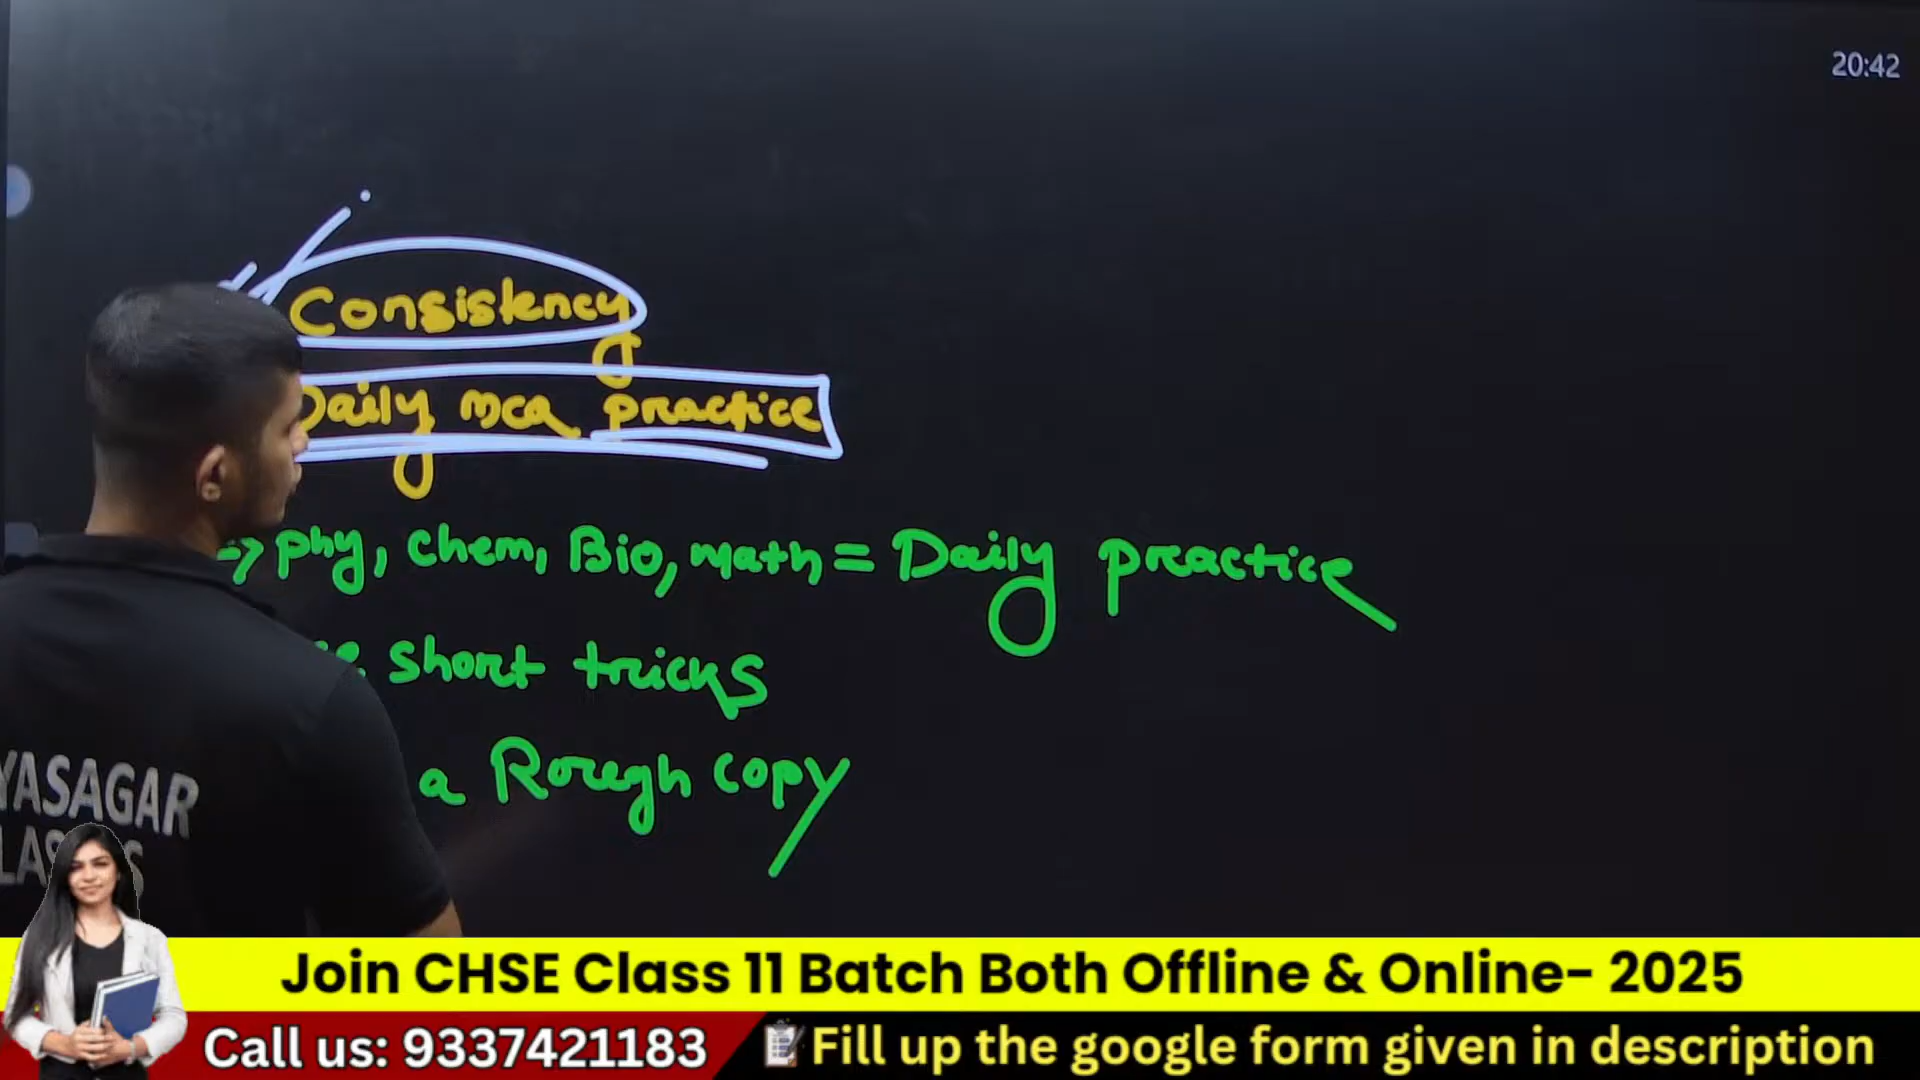 20:42
Consistency
Daily mcq practice
→ phy, chem, Bio, math = Daily practice
short tricks
a Rough copy
YASAGAR
Join CHSE Class 11 Batch Both Offline & Online- 2025
Call us: 9337421183
Fill up the google form given in description